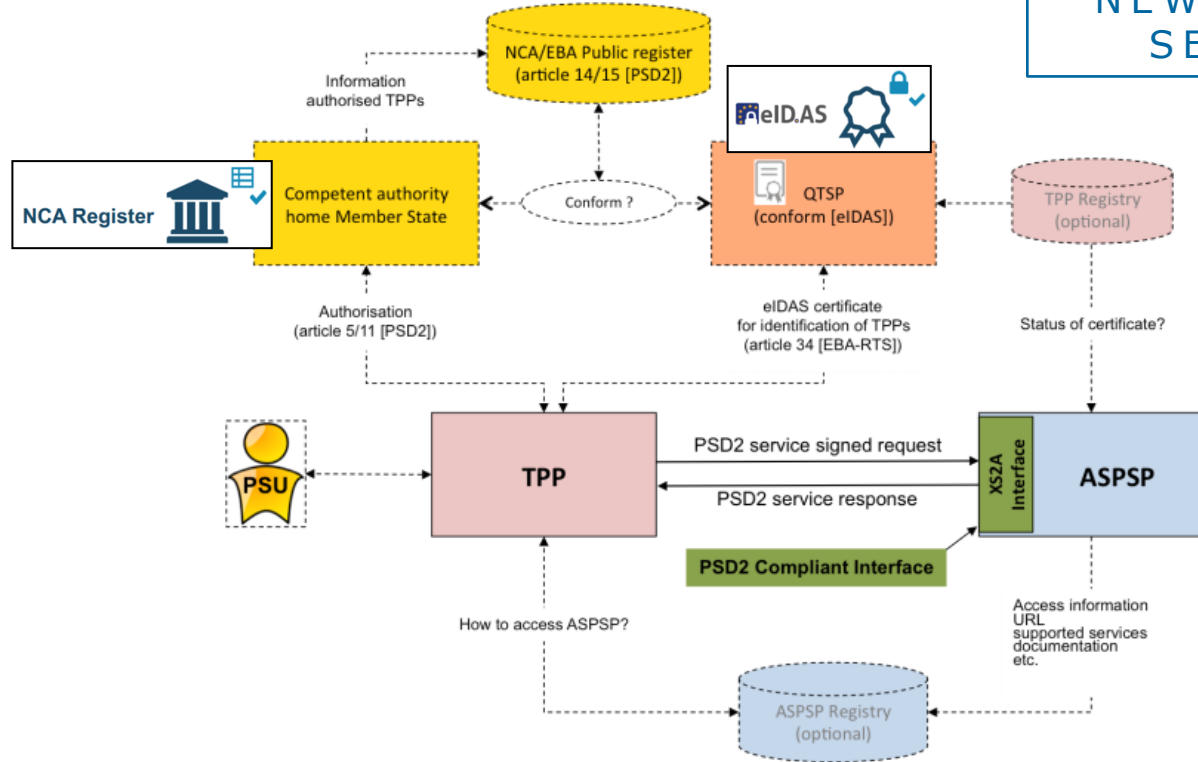 NEW
SE
NCA/EBA Public register
(article 14/15 [PSD2])
Information
authorised TPPs
eID.AS
NCA Register
Competent authority
home Member State
Conform ?
QTSP
(conform [eIDAS])
TPP Registry
(optional)
Authorisation
(article 5/11 [PSD2])
eIDAS certificate
for identification of TPPs
(article 34 [EBA-RTS])
Status of certificate?
PSU
TPP
PSD2 service signed request
PSD2 service response
XS2A
Interface
ASPSP
PSD2 Compliant Interface
How to access ASPSP?
Access information
URL
supported services
documentation
etc.
ASPSP Registry
(optional)